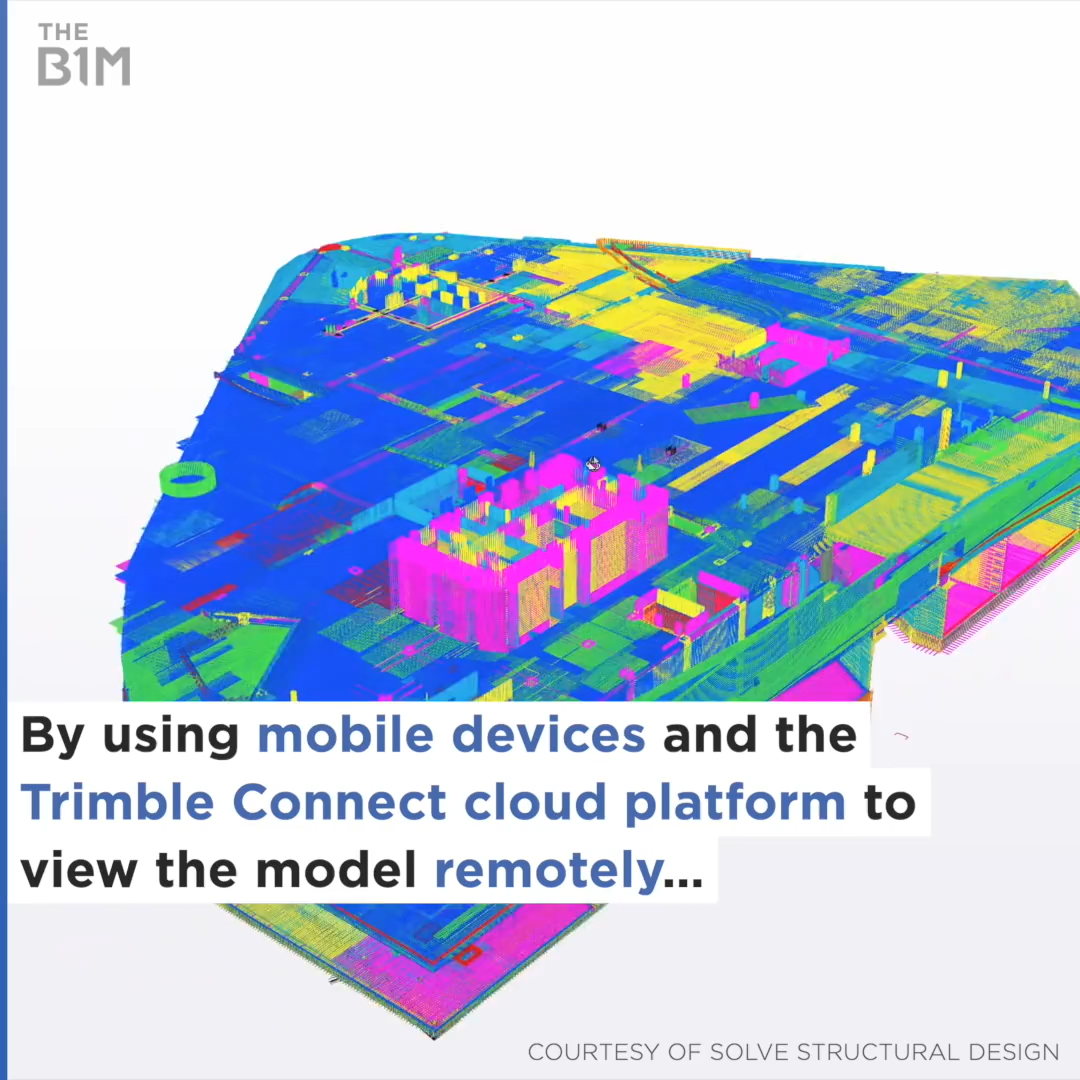 THE
B1M
By using mobile devices and the
Trimble Connect cloud platform to
view the model remotely...
COURTESY OF SOLVE STRUCTURAL DESIGN